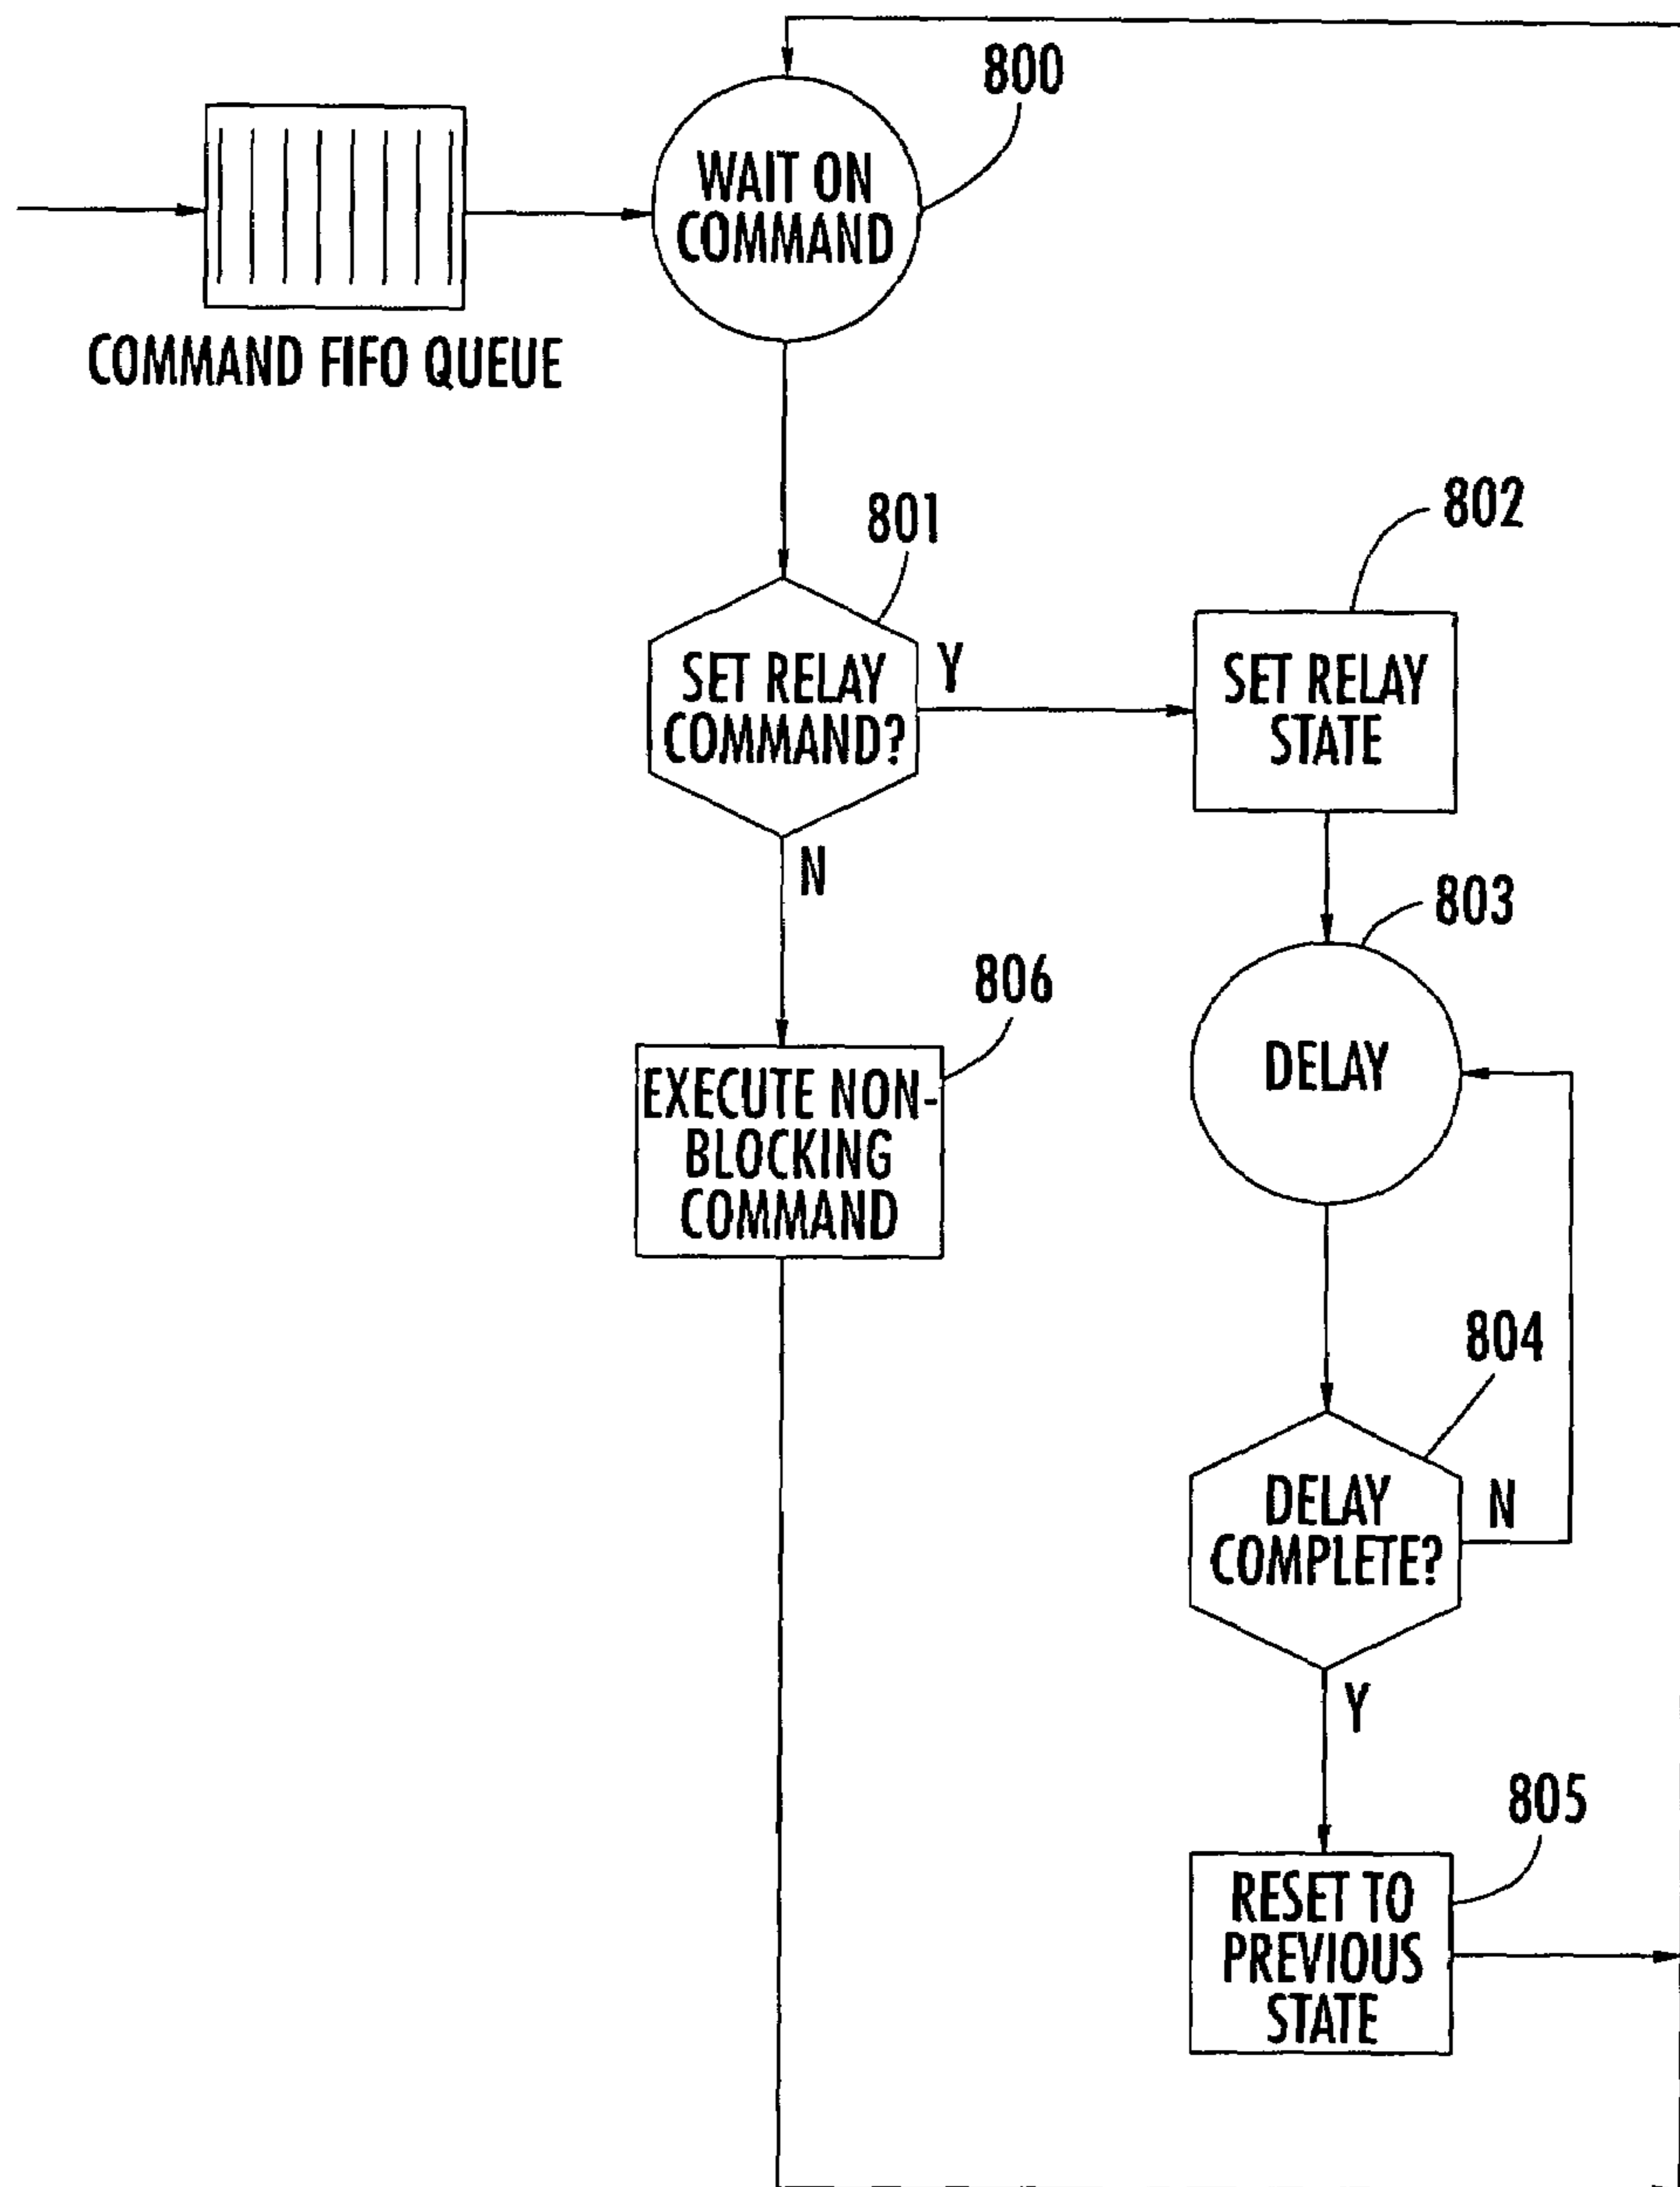 800
WAIT ON
COMMAND
COMMAND FIFO QUEUE
801
802
SET RELAY
COMMAND?
Y
SET RELAY
STATE
N
803
806
DELAY
EXECUTE NON-
BLOCKING
COMMAND
804
DELAY
COMPLETE?
N
Y
805
RESET TO
PREVIOUS
STATE